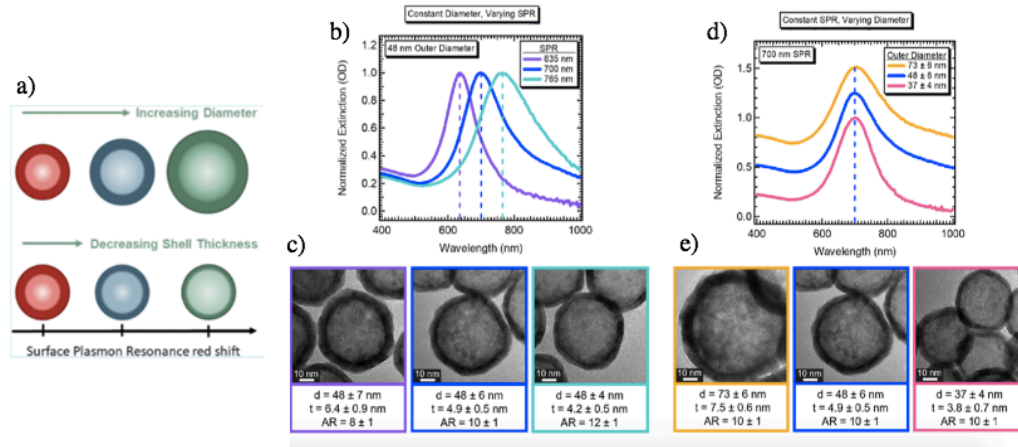 a)
Increasing Diameter
Decreasing Shell Thickness
Surface Plasmon Resonance red shift
b)
Constant Diameter, Varying SPR
48 nm Outer Diameter
SPR
635 nm
700 nm
765 nm
Normalized Extinction (OD)
1.2
1.0
0.8
0.6
0.4
0.2
0.0
400
600
800
1000
Wavelength (nm)
c)
10 nm
d = 48 ± 7 nm
t = 6.4 ± 0.9 nm
AR = 8 ± 1
10 nm
d = 48 ± 6 nm
t = 4.9 ± 0.5 nm
AR = 10 ± 1
10 nm
d = 48 ± 4 nm
t = 4.2 ± 0.5 nm
AR = 12 ± 1
d)
Constant SPR, Varying Diameter
700 nm SPR
Outer Diameter
73 ± 6 nm
48 ± 6 nm
37 ± 4 nm
Normalized Extinction (OD)
1.5
1.0
0.5
0.0
400
600
800
1000
Wavelength (nm)
e)
10 nm
d = 73 ± 6 nm
t = 7.5 ± 0.6 nm
AR = 10 ± 1
10 nm
d = 48 ± 6 nm
t = 4.9 ± 0.5 nm
AR = 10 ± 1
10 nm
d = 37 ± 4 nm
t = 3.8 ± 0.7 nm
AR = 10 ± 1